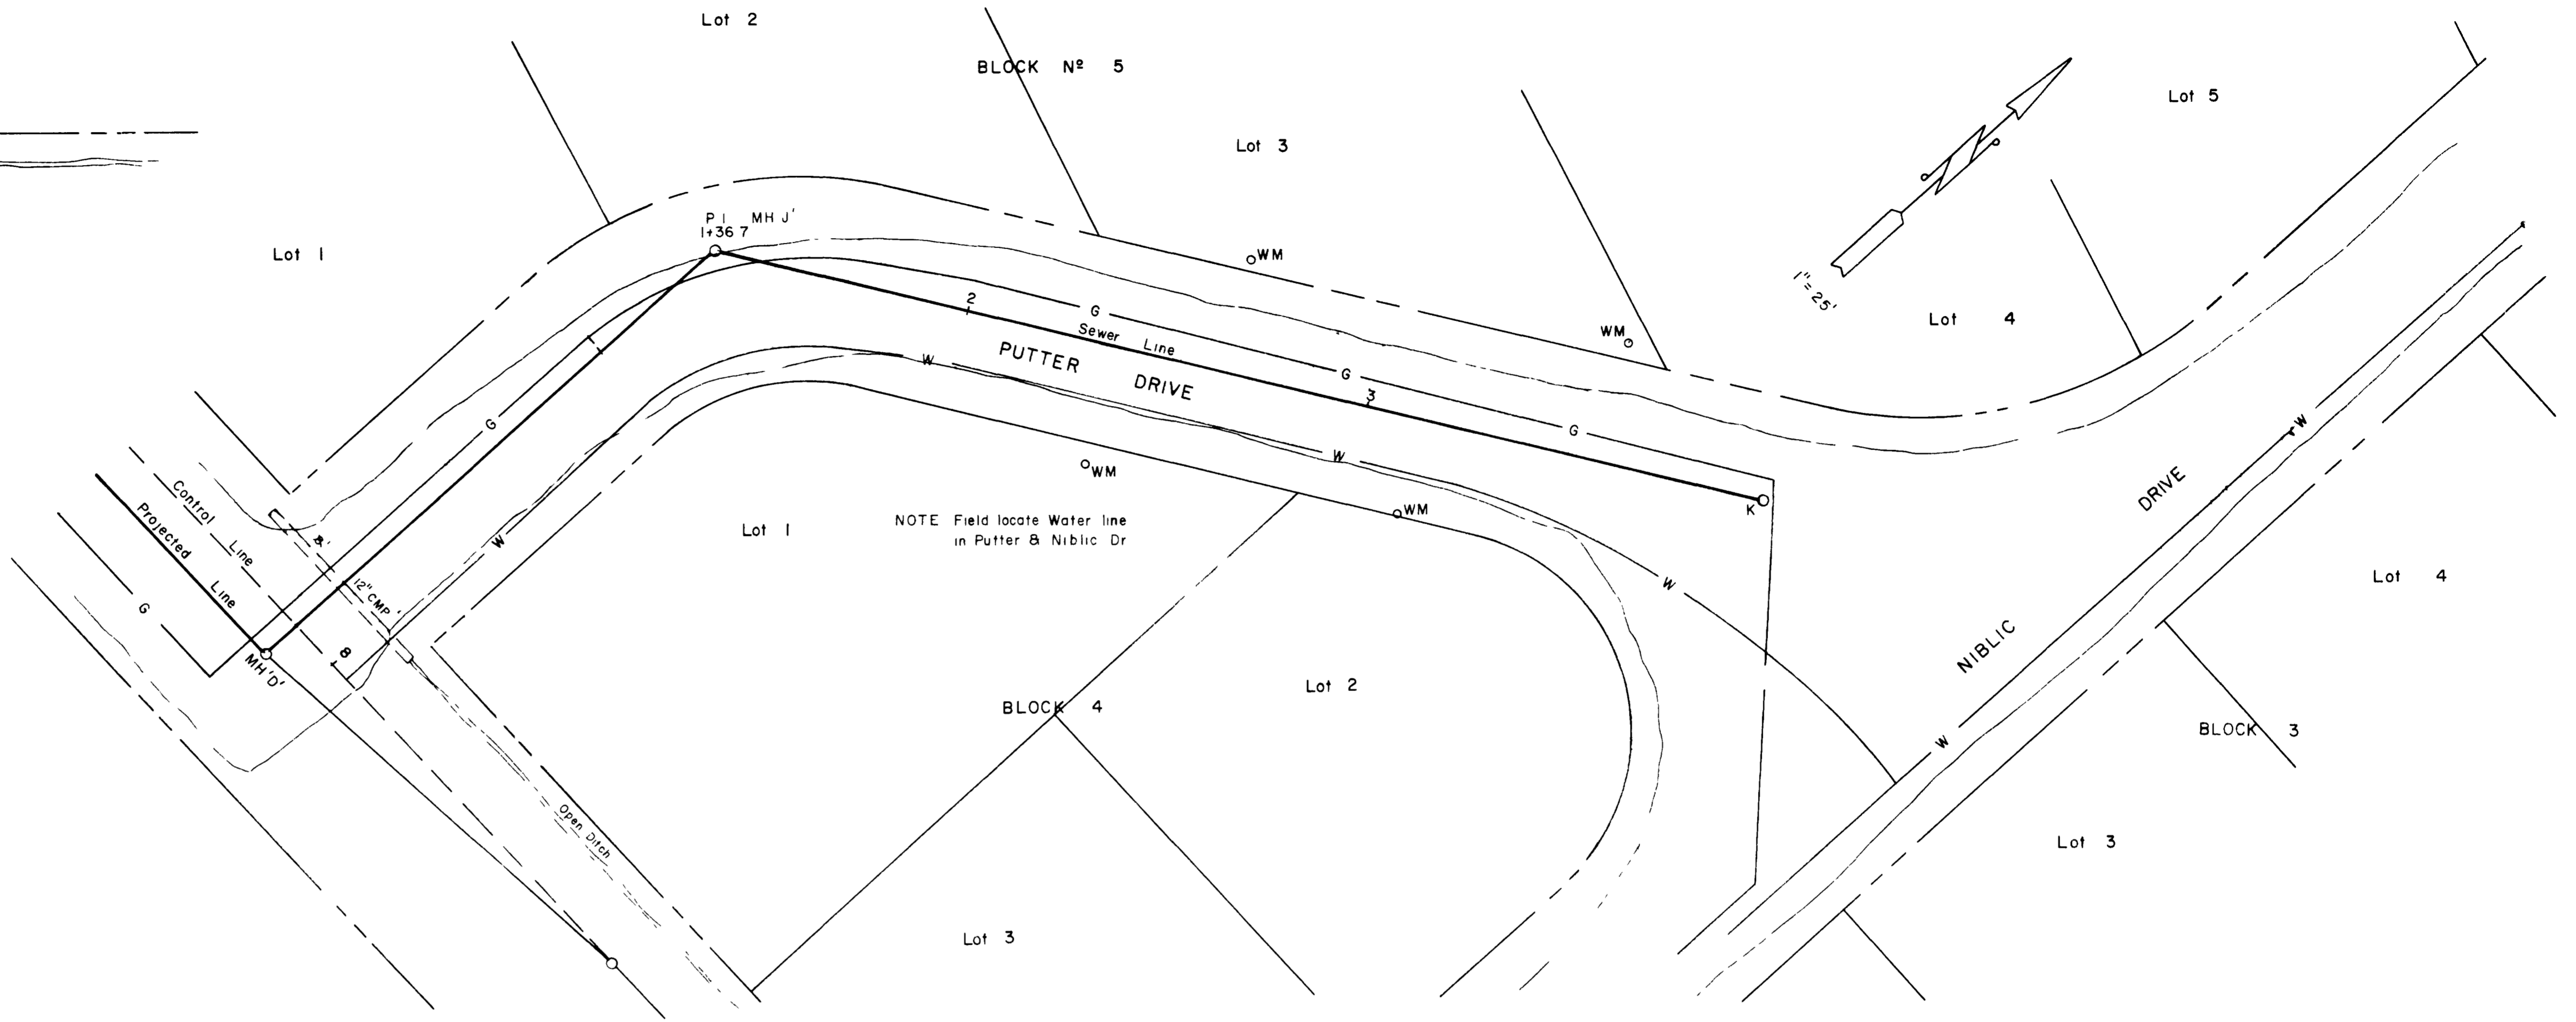 Lot 2
BLOCK Nº 5
Lot 5
Lot 3
P I MH J'
1+36 7
Lot 1
WM
N
1"= 25'
2
G
Sewer Line
WM
Lot 4
PUTTER DRIVE
W
G
3
G
G
W
W
K
WM
WM
DRIVE
Control Line
Projected Line
8'
12" CMP
W
Lot 1
NOTE Field locate Water line
in Putter & Niblic Dr
W
Lot 4
G
MH 'D'
8
NIBLIC
Lot 2
BLOCK 4
W
BLOCK 3
Open Ditch
Lot 3
Lot 3